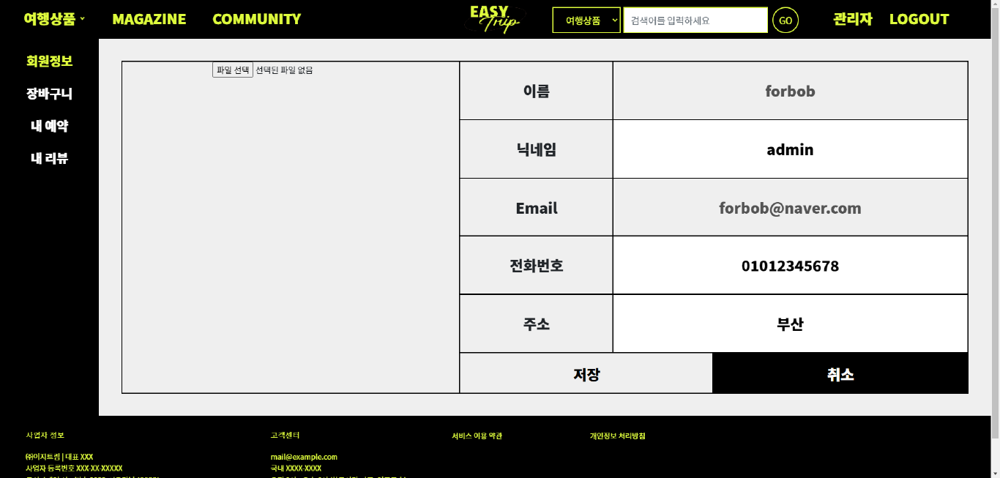 여행상품 MAGAZINE COMMUNITY EASY Trip 여행상품 검색어를 입력하세요 GO 관리자 LOGOUT
회원정보
장바구니
내 예약
내 리뷰
파일 선택 선택된 파일 없음
이름 forbob
닉네임 admin
Email forbob@naver.com
전화번호 01012345678
주소 부산
저장 취소
사업자 정보 고객센터 서비스 이용 약관 개인정보 처리방침
㈜이지트립 | 대표 XXX mail@example.com
사업자 등록번호 XXX-XX-XXXXX 국내 XXXX-XXXX